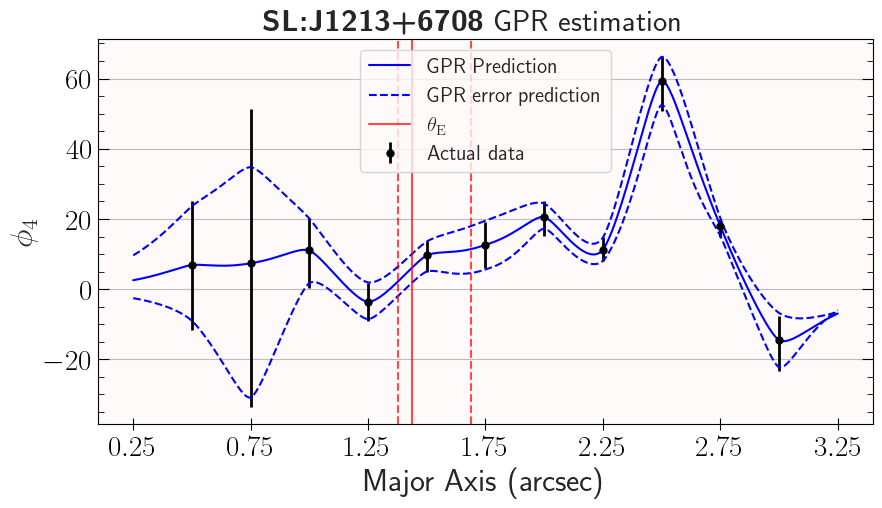 SL:J1213+6708 GPR estimation
GPR Prediction
GPR error prediction
θ_E
Actual data
60
40
20
0
−20
ϕ₄
0.25 0.75 1.25 1.75 2.25 2.75 3.25
Major Axis (arcsec)